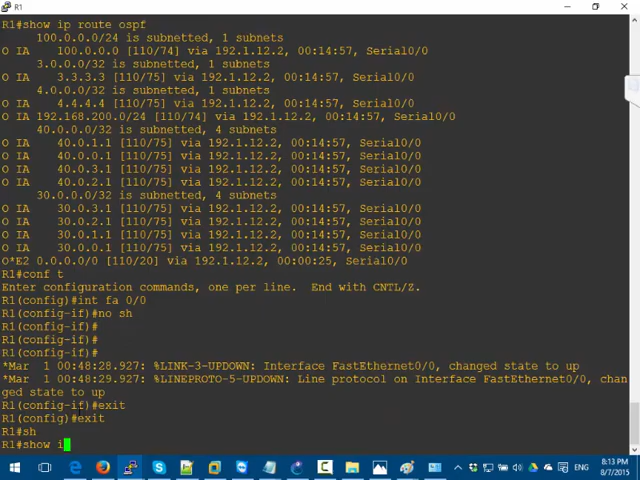 R1
R1#show ip route ospf
100.0.0.0/24 is subnetted, 1 subnets
O IA 100.0.0.0 [110/74] via 192.1.12.2, 00:14:57, Serial0/0
3.0.0.0/32 is subnetted, 1 subnets
O IA 3.3.3.3 [110/75] via 192.1.12.2, 00:14:57, Serial0/0
4.0.0.0/32 is subnetted, 1 subnets
O IA 4.4.4.4 [110/75] via 192.1.12.2, 00:14:57, Serial0/0
O IA 192.168.200.0/24 [110/74] via 192.1.12.2, 00:14:57, Serial0/0
40.0.0.0/32 is subnetted, 4 subnets
O IA 40.0.1.1 [110/75] via 192.1.12.2, 00:14:57, Serial0/0
O IA 40.0.0.1 [110/75] via 192.1.12.2, 00:14:57, Serial0/0
O IA 40.0.3.1 [110/75] via 192.1.12.2, 00:14:57, Serial0/0
O IA 40.0.2.1 [110/75] via 192.1.12.2, 00:14:57, Serial0/0
30.0.0.0/32 is subnetted, 4 subnets
O IA 30.0.3.1 [110/75] via 192.1.12.2, 00:14:57, Serial0/0
O IA 30.0.2.1 [110/75] via 192.1.12.2, 00:14:57, Serial0/0
O IA 30.0.1.1 [110/75] via 192.1.12.2, 00:14:57, Serial0/0
O IA 30.0.0.1 [110/75] via 192.1.12.2, 00:14:57, Serial0/0
O*E2 0.0.0.0/0 [110/20] via 192.1.12.2, 00:00:25, Serial0/0
R1#conf t
Enter configuration commands, one per line. End with CNTL/Z.
R1(config)#int fa 0/0
R1(config-if)#no sh
R1(config-if)#
R1(config-if)#
R1(config-if)#
*Mar 1 00:48:28.927: %LINK-3-UPDOWN: Interface FastEthernet0/0, changed state to up
*Mar 1 00:48:29.927: %LINEPROTO-5-UPDOWN: Line protocol on Interface FastEthernet0/0, chan
ged state to up
R1(config-if)#exit
R1(config)#exit
R1#sh
R1#show i
8:13 PM
8/7/2015